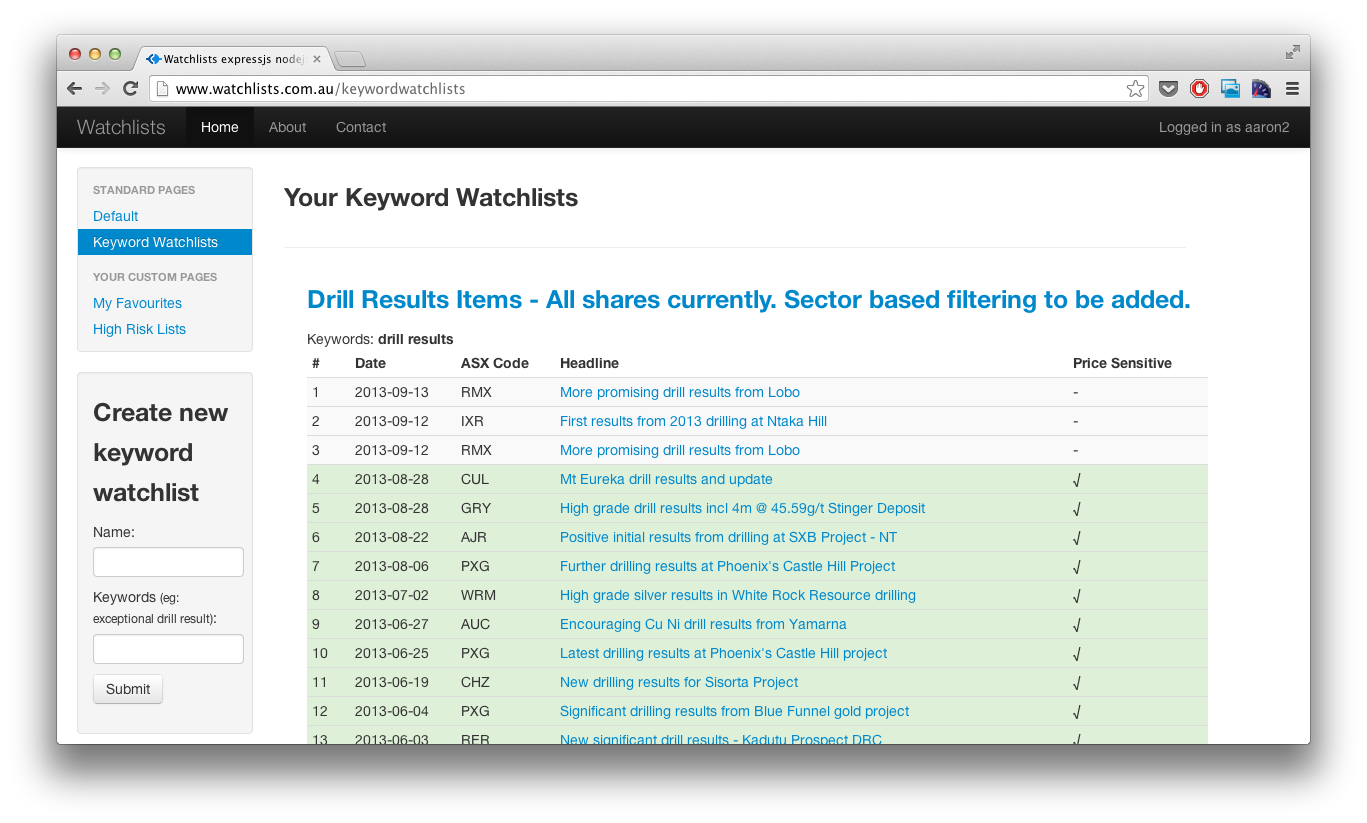 Watchlists expressjs nodej
www.watchlists.com.au/keywordwatchlists
Watchlists Home About Contact Logged in as aaron2
STANDARD PAGES
Default
Keyword Watchlists
YOUR CUSTOM PAGES
My Favourites
High Risk Lists
Create new
keyword
watchlist
Name:
Keywords (eg:
exceptional drill result):
Submit
Your Keyword Watchlists
Drill Results Items - All shares currently. Sector based filtering to be added.
Keywords: drill results
# Date ASX Code Headline Price Sensitive
1 2013-09-13 RMX More promising drill results from Lobo -
2 2013-09-12 IXR First results from 2013 drilling at Ntaka Hill -
3 2013-09-12 RMX More promising drill results from Lobo -
4 2013-08-28 CUL Mt Eureka drill results and update √
5 2013-08-28 GRY High grade drill results incl 4m @ 45.59g/t Stinger Deposit √
6 2013-08-22 AJR Positive initial results from drilling at SXB Project - NT √
7 2013-08-06 PXG Further drilling results at Phoenix's Castle Hill Project √
8 2013-07-02 WRM High grade silver results in White Rock Resource drilling √
9 2013-06-27 AUC Encouraging Cu Ni drill results from Yamarna √
10 2013-06-25 PXG Latest drilling results at Phoenix's Castle Hill project √
11 2013-06-19 CHZ New drilling results for Sisorta Project √
12 2013-06-04 PXG Significant drilling results from Blue Funnel gold project √
13 2013-06-03 RER New significant drill results - Kadutu Prospect DRC √